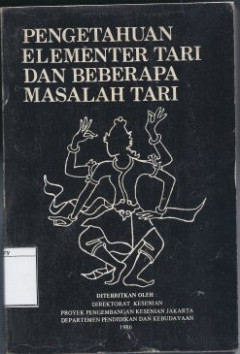 PENGETAHUAN
ELEMENTER TARI
DAN BEBERAPA
MASALAH TARI
DITERBITKAN OLEH :
DIREKTORAT KESENIAN
PROYEK PENGEMBANGAN KESENIAN JAKARTA
DEPARTEMEN PENDIDIKAN DAN KEBUDAYAAN
1986